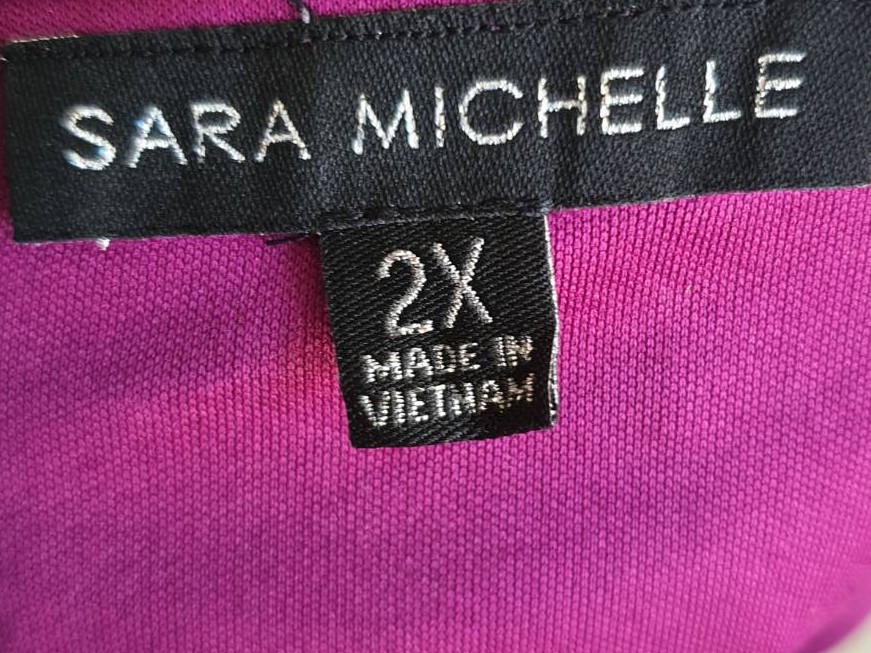 SARA MICHELLE
2X
MADE IN
VIETNAM